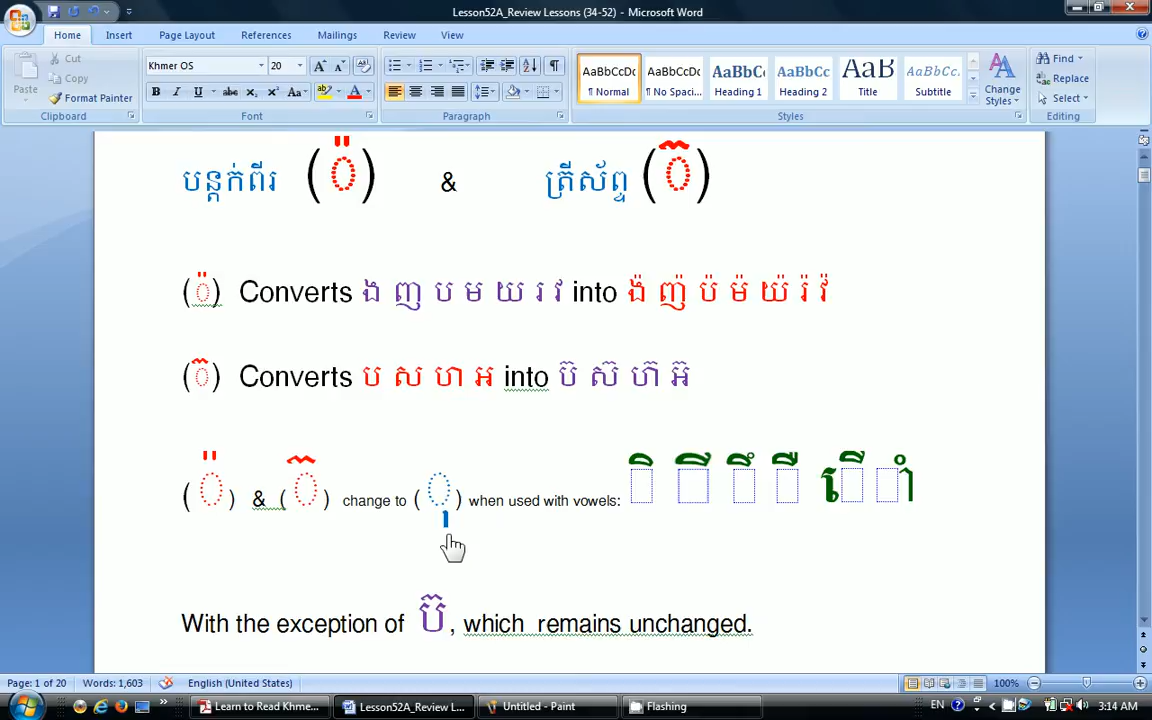 Lesson52A_Review Lessons (34-52) - Microsoft Word
Home Insert Page Layout References Mailings Review View
Cut
Copy
Format Painter
Paste
Khmer OS 20
AaBbCcDc AaBbCcDc AaBbC AaBbCc AaB AaBbCc
¶ Normal ¶ No Spaci... Heading 1 Heading 2 Title Subtitle
Change Styles
Find
Replace
Select
Clipboard Font Paragraph Styles Editing
បន្តក់ពីរ (៉) & ត្រីស័ព្ទ (៊)
(៉) Converts ង ញ ប ម យ រ វ into ង៉ ញ៉ ប៉ ម៉ យ៉ រ៉ វ៉
(៊) Converts ប ស ហ អ into ប៊ ស៊ ហ៊ អ៊
(៉) & (៊) change to (ុ) when used with vowels: ិ ី ឹ ឺ ើ ាំ
With the exception of ប៊, which remains unchanged.
Page: 1 of 20 Words: 1,603 English (United States) 100%
Learn to Read Khme... Lesson52A_Review L... Untitled - Paint Flashing EN 3:14 AM